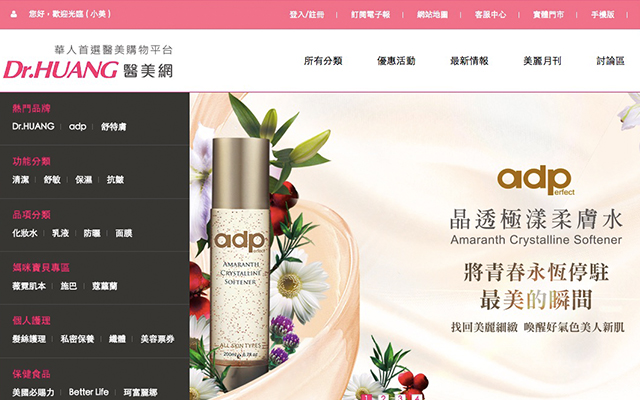 您好，歡迎光臨（小美）
登入/註冊 訂閱電子報 網站地圖 客服中心 實體門市 手機版
華人首選醫美購物平台
Dr.HUANG 醫美網
所有分類 優惠活動 最新情報 美麗月刊 討論區
熱門品牌
Dr.HUANG adp 舒特膚
功能分類
清潔 舒敏 保濕 抗皺
品項分類
化妝水 乳液 防曬 面膜
媽咪寶貝專區
薇霓肌本 施巴 蔻蘿蘭
個人護理
髮絲護理 私密保養 纖體 美容票券
保健食品
美國必賜力 Better Life 珂富麗娜
adp
erfect
AMARANTH
CRYSTALLINE
SOFTENER
ALL SKIN TYPES
200ml / 6.7fl.oz
adp
erfect
晶透極漾柔膚水
Amaranth Crystalline Softener
將青春永恆停駐
最美的瞬間
找回美麗細緻 喚醒好氣色美人新肌
1 2 3 4